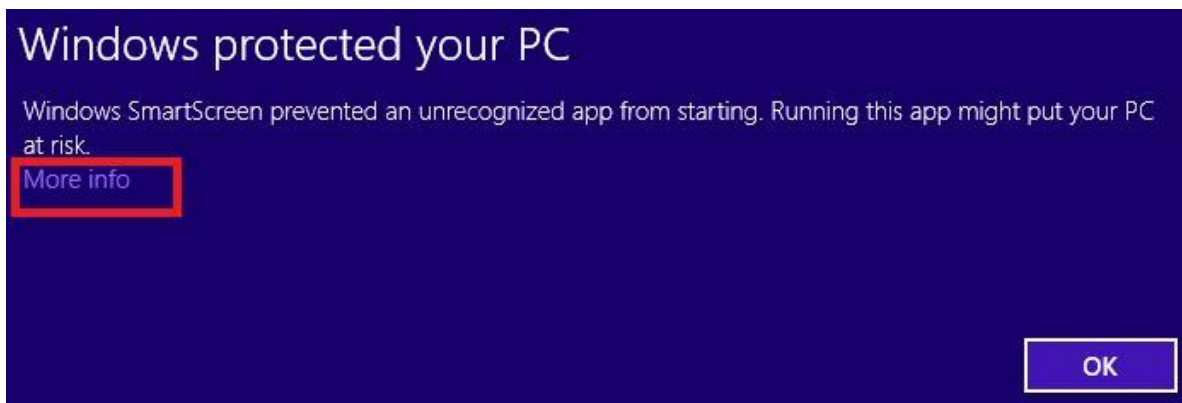 Windows protected your PC
Windows SmartScreen prevented an unrecognized app from starting. Running this app might put your PC
at risk.
More info
OK